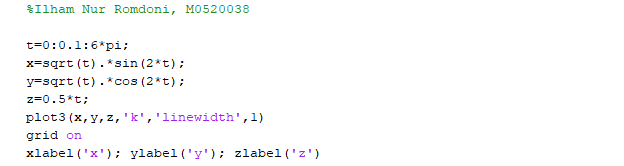 %Ilham Nur Romdoni, M0520038
t=0:0.1:6*pi;
x=sqrt(t).*sin(2*t);
y=sqrt(t).*cos(2*t);
z=0.5*t;
plot3(x,y,z,'k','linewidth',1)
grid on
xlabel('x'); ylabel('y'); zlabel('z')